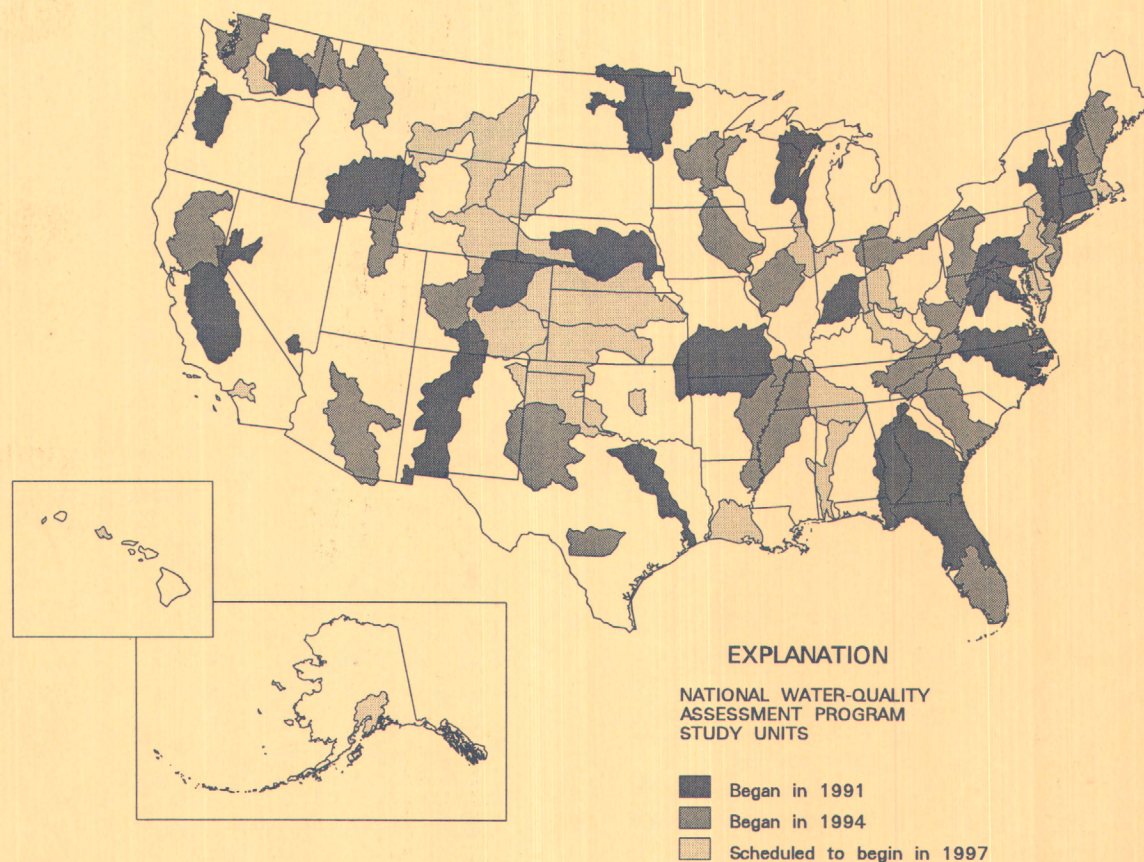 EXPLANATION
NATIONAL WATER-QUALITY
ASSESSMENT PROGRAM
STUDY UNITS
Began in 1991
Began in 1994
Scheduled to begin in 1997